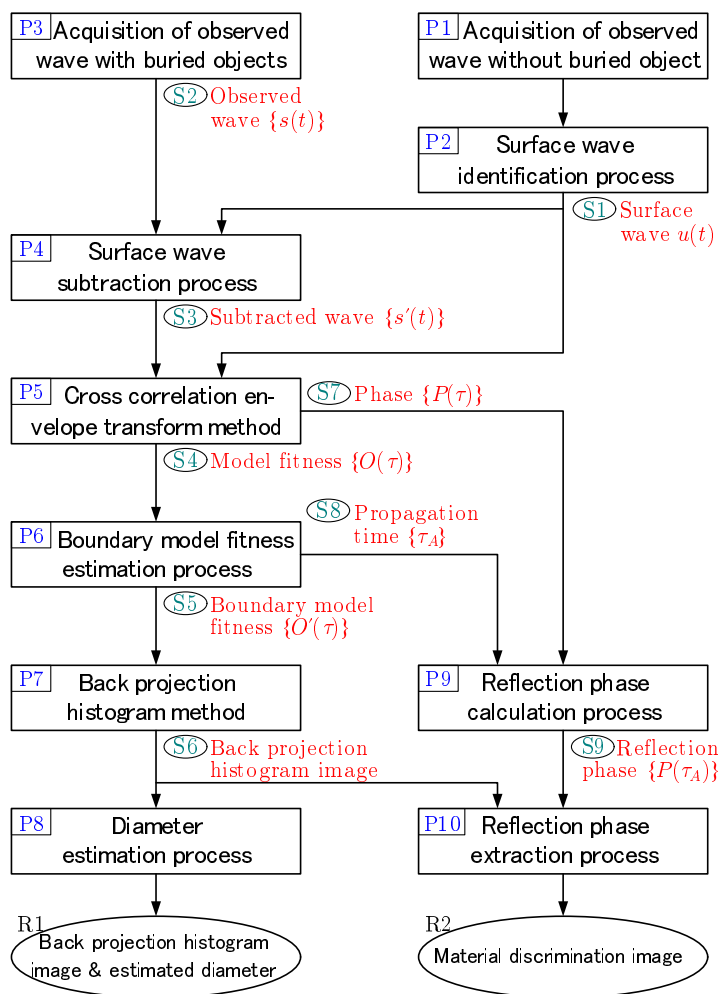 P3 Acquisition of observed
wave with buried objects
P1 Acquisition of observed
wave without buried object
S2 Observed
wave {s(t)}
P2 Surface wave
identification process
S1 Surface
wave u(t)
P4 Surface wave
subtraction process
S3 Subtracted wave {s′(t)}
P5 Cross correlation en-
velope transform method
S7 Phase {P(τ)}
S4 Model fitness {O(τ)}
P6 Boundary model fitness
estimation process
S8 Propagation
time {τ_A}
S5 Boundary model
fitness {O′(τ)}
P7 Back projection
histogram method
P9 Reflection phase
calculation process
S6 Back projection
histogram image
S9 Reflection
phase {P(τ_A)}
P8 Diameter
estimation process
P10 Reflection phase
extraction process
R1
Back projection histogram
image & estimated diameter
R2
Material discrimination image